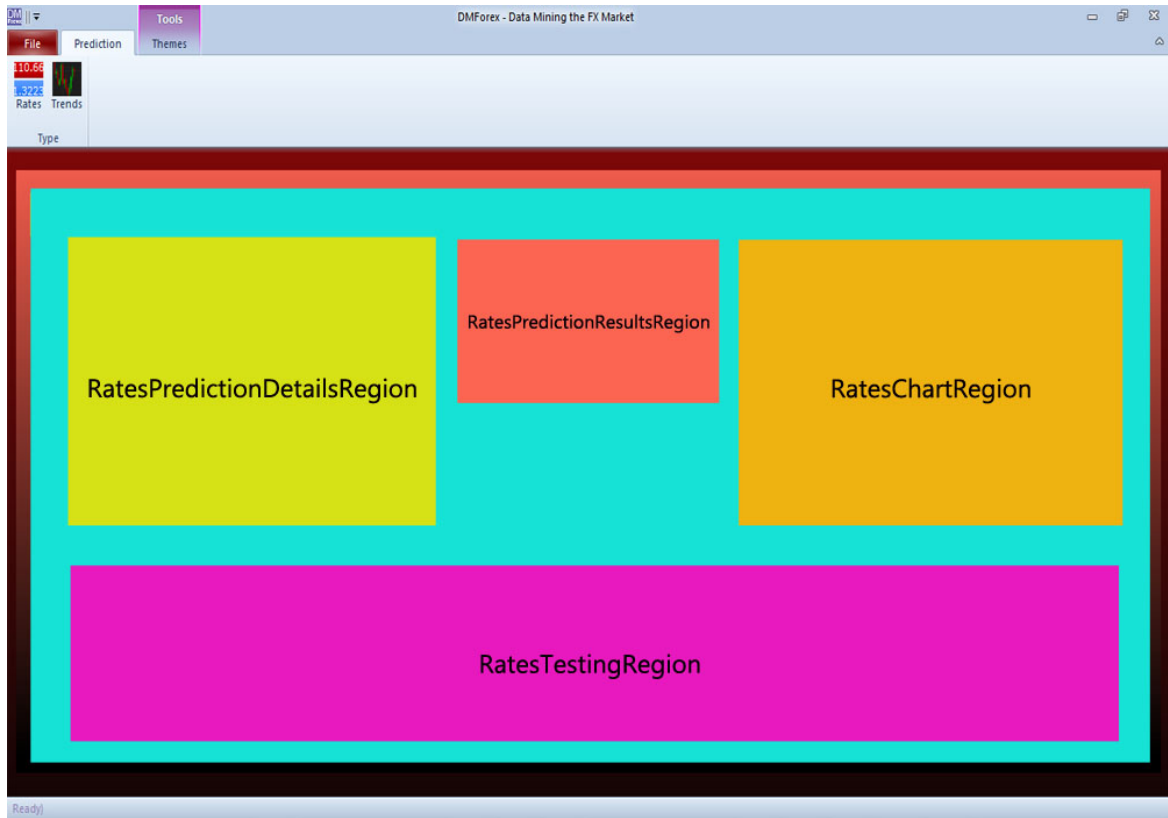 DM
DMForex - Data Mining the FX Market
Tools
File Prediction Themes
110.66
1.3223
Rates Trends
Type
RatesPredictionDetailsRegion
RatesPredictionResultsRegion
RatesChartRegion
RatesTestingRegion
Ready)